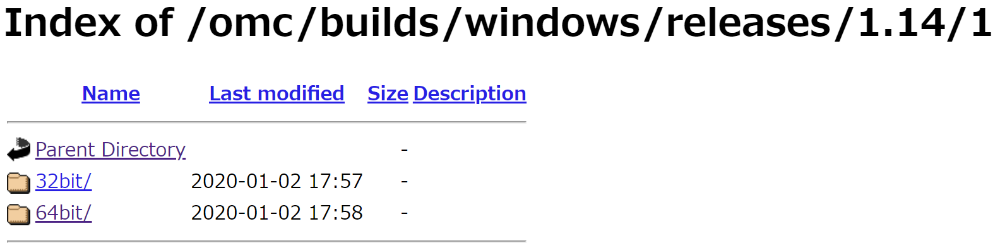 Index of /omc/builds/windows/releases/1.14/1
Name Last modified Size Description
Parent Directory -
32bit/ 2020-01-02 17:57 -
64bit/ 2020-01-02 17:58 -